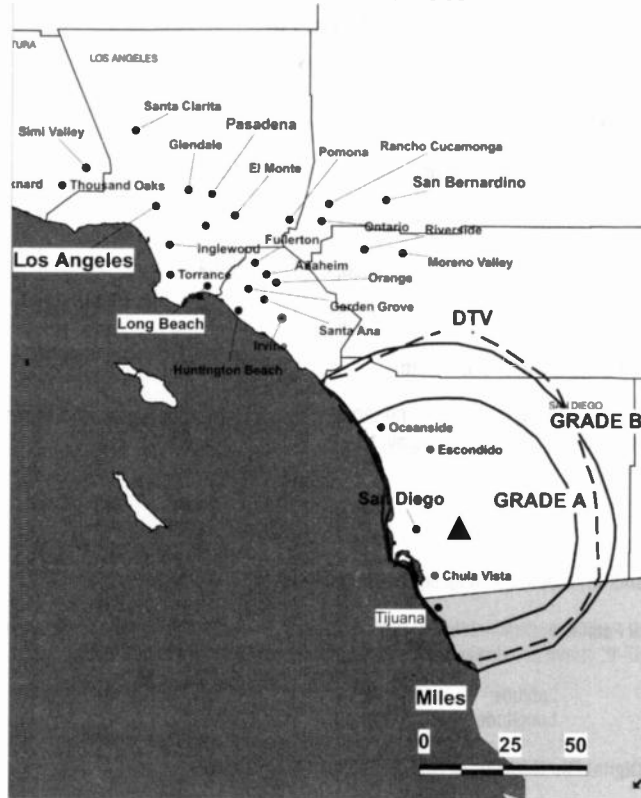 TURA
LOS ANGELES
Santa Clarita
Simi Valley
Pasadena
Glendale
Pomona
El Monte
Rancho Cucamonga
San Bernardino
xnard
Thousand Oaks
Fullerton
Ontario
Riverside
Inglewood
Los Angeles
Anaheim
Moreno Valley
Torrance
Orange
Garden Grove
Long Beach
Santa Ana
DTV
Irvine
Huntington Beach
SAN DIEGO
GRADE B
Oceanside
Escondido
San Diego
GRADE A
Chula Vista
Tijuana
Miles
0 25 50